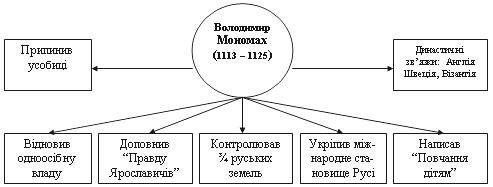 Володимир
Мономах
(1113 – 1125)
Припинив
усобиці
Династичні
зв’язки: Англія
Швеція, Візантія
Відновив
одноосібну
владу
Доповнив
“Правду
Ярославичів”
Контролював
¾ руських
земель
Укріпив між-
народне ста-
новище Русі
Написав
“Повчання
дітям”